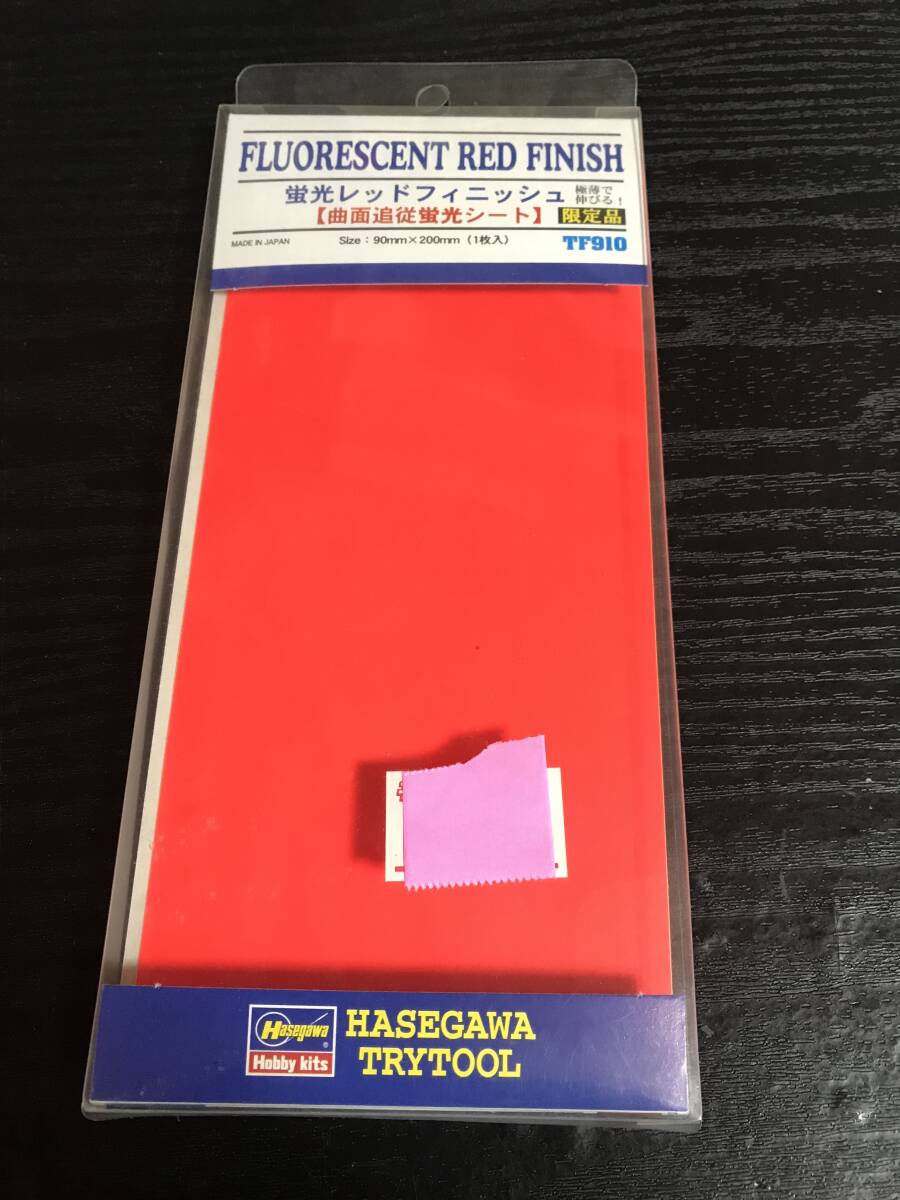 FLUORESCENT RED FINISH
蛍光レッドフィニッシュ 極薄で伸びる!
【曲面追従蛍光シート】 限定品
MADE IN JAPAN Size：90mm×200mm（1枚入） TF910
Hasegawa
Hobby kits
HASEGAWA
TRYTOOL